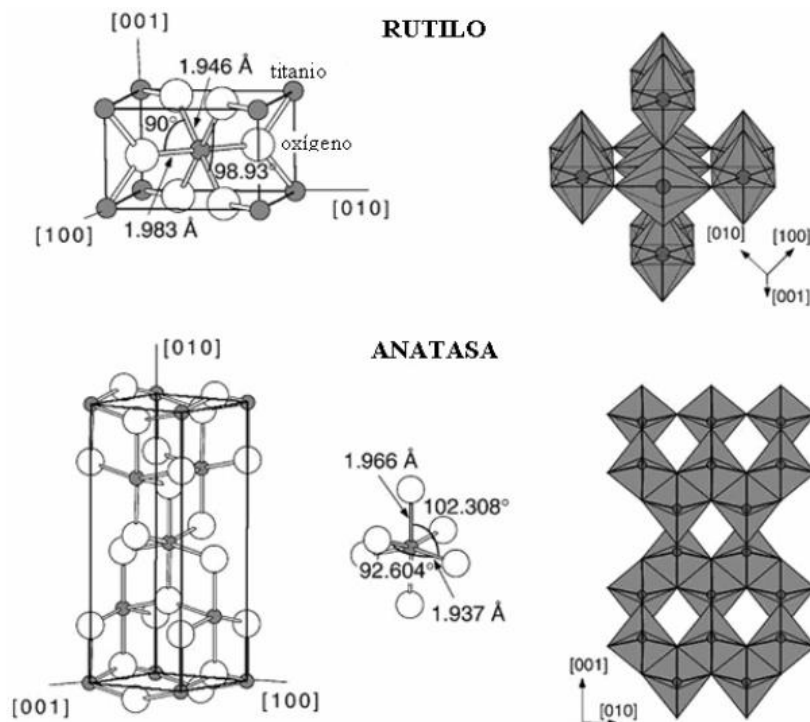 RUTILO
[001]
1.946 Å
titanio
90°
oxígeno
98.93°
[010]
[100]
1.983 Å
[010]
[100]
[001]
ANATASA
[010]
1.966 Å
102.308°
92.604°
1.937 Å
[001]
[100]
[001]
[010]